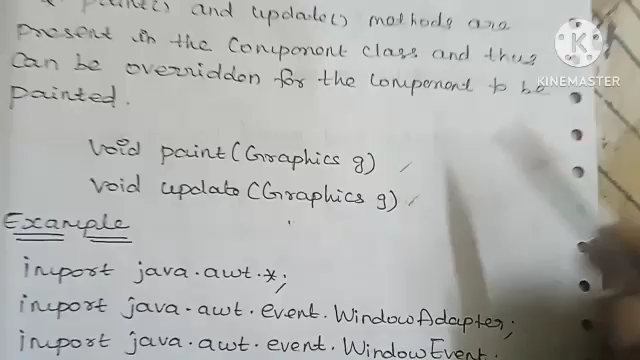 paint() and update() methods are
present in the Component class and thus
can be overridden for the component to be
painted.
void paint(Graphics g)
void update(Graphics g)
Example
import java.awt.*;
import java.awt.event.WindowAdapter;
import java.awt.event.WindowEvent.
K
KINEMASTER